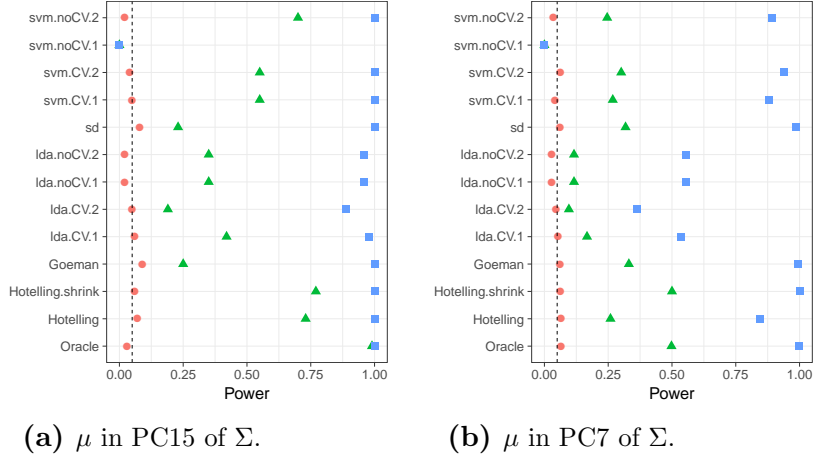 svm.noCV.2
svm.noCV.1
svm.CV.2
svm.CV.1
sd
lda.noCV.2
lda.noCV.1
lda.CV.2
lda.CV.1
Goeman
Hotelling.shrink
Hotelling
Oracle
0.00 0.25 0.50 0.75 1.00
Power
(a) μ in PC15 of Σ.
svm.noCV.2
svm.noCV.1
svm.CV.2
svm.CV.1
sd
lda.noCV.2
lda.noCV.1
lda.CV.2
lda.CV.1
Goeman
Hotelling.shrink
Hotelling
Oracle
0.00 0.25 0.50 0.75 1.00
Power
(b) μ in PC7 of Σ.